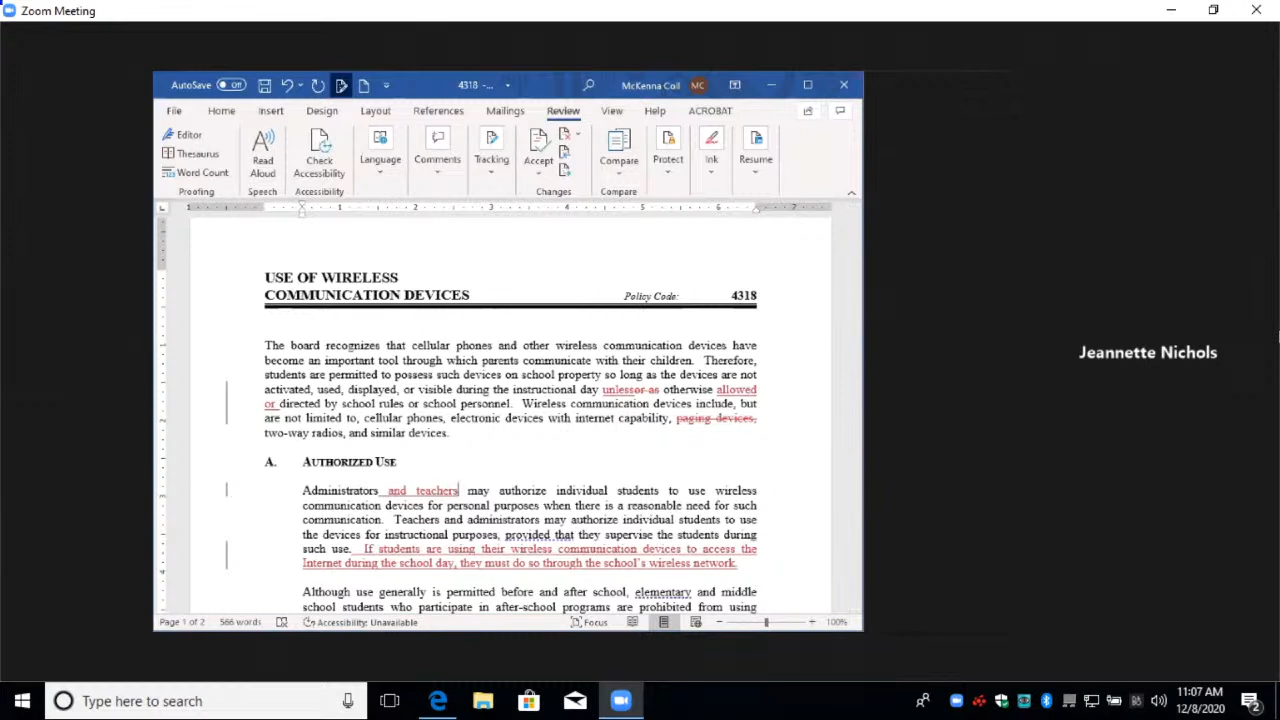 Zoom Meeting
AutoSave Off 4318 -... McKenna Coll MC
File Home Insert Design Layout References Mailings Review View Help ACROBAT
Editor
Thesaurus
Word Count
Proofing
Read
Aloud
Speech
Check
Accessibility
Accessibility
Language
Comments
Tracking
Accept
Changes
Compare
Compare
Protect
Ink
Resume
1 1 2 3 4 5 6 7
USE OF WIRELESS
COMMUNICATION DEVICES Policy Code: 4318
The board recognizes that cellular phones and other wireless communication devices have
become an important tool through which parents communicate with their children. Therefore,
students are permitted to possess such devices on school property so long as the devices are not
activated, used, displayed, or visible during the instructional day unlessor as otherwise allowed
or directed by school rules or school personnel. Wireless communication devices include, but
are not limited to, cellular phones, electronic devices with internet capability, paging devices,
two-way radios, and similar devices.
A. AUTHORIZED USE
Administrators and teachers may authorize individual students to use wireless
communication devices for personal purposes when there is a reasonable need for such
communication. Teachers and administrators may authorize individual students to use
the devices for instructional purposes, provided that they supervise the students during
such use. If students are using their wireless communication devices to access the
Internet during the school day, they must do so through the school's wireless network.
Although use generally is permitted before and after school, elementary and middle
school students who participate in after-school programs are prohibited from using
Page 1 of 2 566 words Accessibility: Unavailable Focus 100%
Jeannette Nichols
Type here to search
11:07 AM
12/8/2020
2